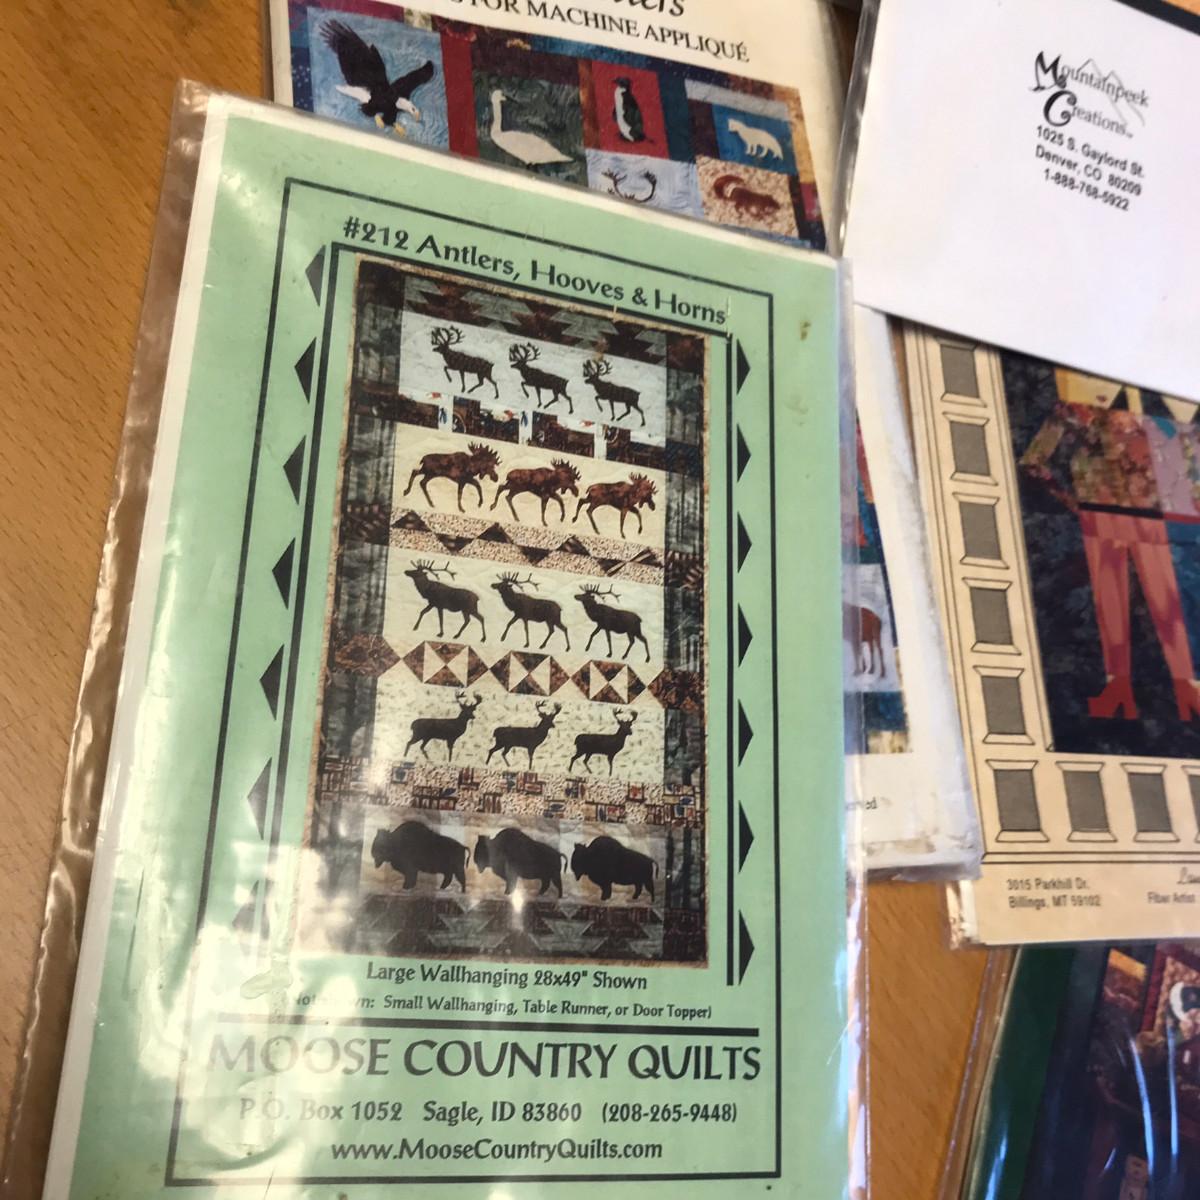 FOR MACHINE APPLIQUÉ
Mountainpeek
Creations™
1025 S. Gaylord St.
Denver, CO 80209
1-888-768-5922
#212 Antlers, Hooves & Horns
Large Wallhanging 28x49" Shown
Small Wallhanging, Table Runner, or Door Topper)
MOOSE COUNTRY QUILTS
P.O. Box 1052 Sagle, ID 83860 (208-265-9448)
www.MooseCountryQuilts.com
3015 Parkhill Dr.
Billings, MT 59102
Fiber Artist